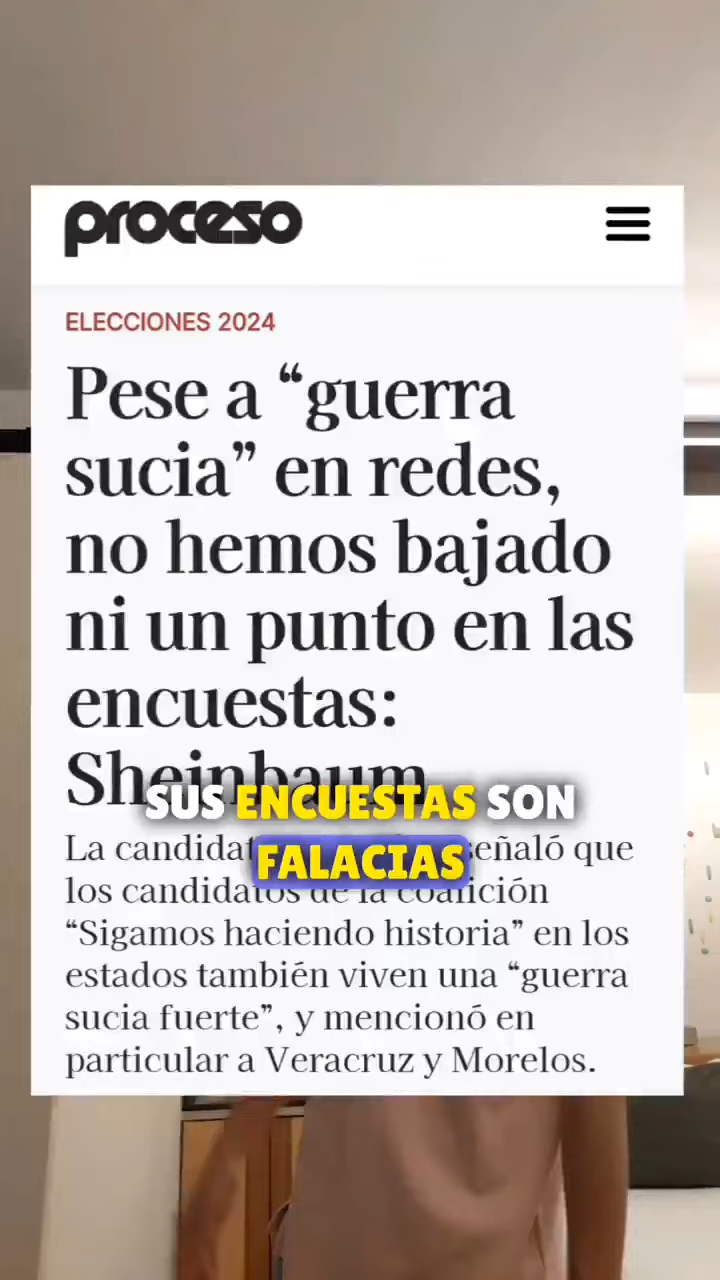 proceso
ELECCIONES 2024
Pese a “guerra
sucia” en redes,
no hemos bajado
ni un punto en las
encuestas:
Sheinbaum
SUS ENCUESTAS SON
FALACIAS
La candidat señaló que
los candidatos de la coalición
“Sigamos haciendo historia” en los
estados también viven una “guerra
sucia fuerte”, y mencionó en
particular a Veracruz y Morelos.